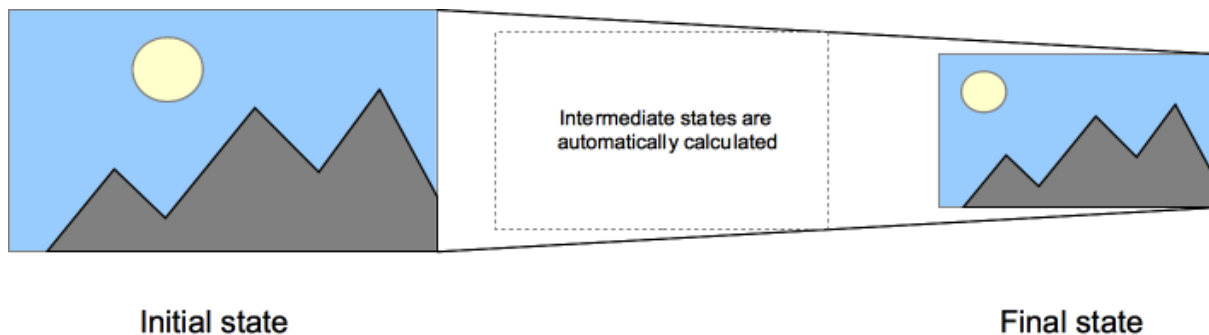 Intermediate states are
automatically calculated
Initial state
Final state